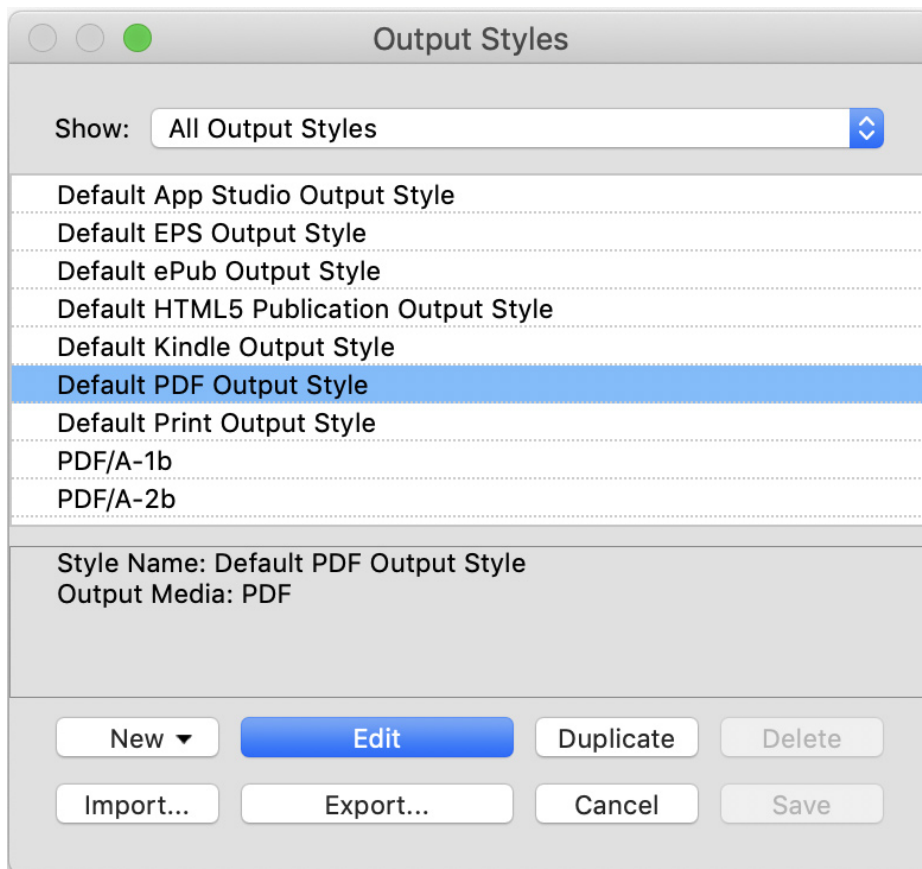 Output Styles
Show: All Output Styles
Default App Studio Output Style
Default EPS Output Style
Default ePub Output Style
Default HTML5 Publication Output Style
Default Kindle Output Style
Default PDF Output Style
Default Print Output Style
PDF/A-1b
PDF/A-2b
Style Name: Default PDF Output Style
Output Media: PDF
New Edit Duplicate Delete
Import... Export... Cancel Save